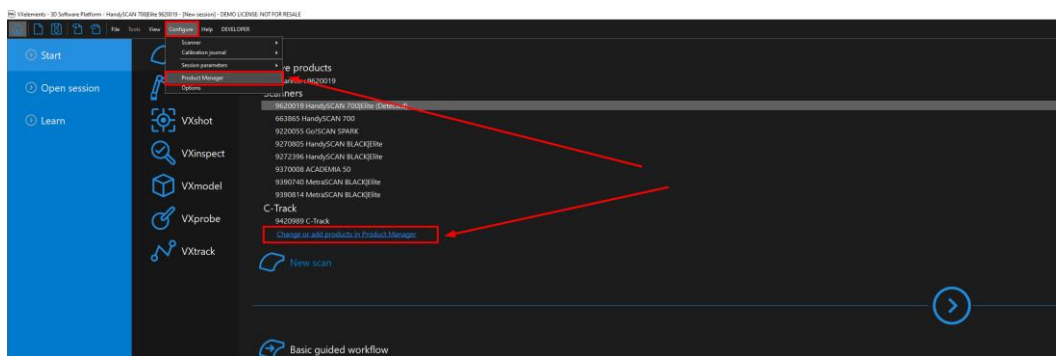 VXelements - 3D Software Platform - HandySCAN 700|Elite 9620019 - [New session] - DEMO LICENSE: NOT FOR RESALE
File Tools View Configure Help DEVELOPER
Start
Open session
Learn
Scanner
Calibration journal
Session parameters
Product Manager
Options
VXshot
VXinspect
VXmodel
VXprobe
VXtrack
products
9620019
Scanners
9620019 HandySCAN 700|Elite (Detected)
663865 HandySCAN 700
9220055 Go!SCAN SPARK
9270805 HandySCAN BLACK|Elite
9272396 HandySCAN BLACK|Elite
9370008 ACADEMIA 50
9390740 MetraSCAN BLACK|Elite
9390814 MetraSCAN BLACK|Elite
C-Track
9420989 C-Track
Change or add products in Product Manager
New scan
Basic guided workflow